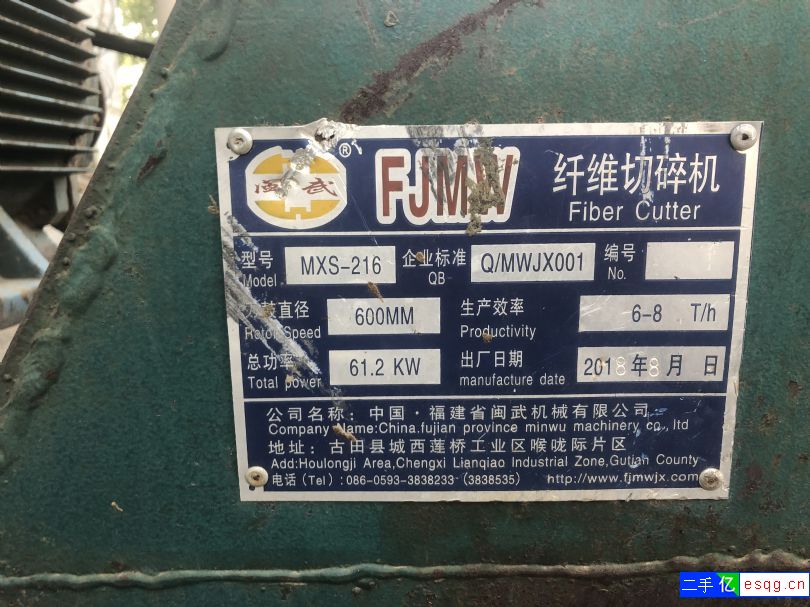 闽武 ® FJMW 纤维切碎机
Fiber Cutter
型号 MXS-216 企业标准 Q/MWJX001 编号
Model QB No.
直径 600MM 生产效率 6-8 T/h
Rotor Speed Productivity
总功率 61.2 KW 出厂日期 2018年8月 日
Total power manufacture date
公司名称：中国·福建省闽武机械有限公司
Company Name:China.fujian province minwu machinery co., ltd
地址：古田县城西莲桥工业区喉咙际片区
Add:Houlongji Area,Chengxi Lianqiao Industrial Zone,Gutian County
电话（Tel）：086-0593-3838233 (3838535) http://www.fjmwjx.com
二手亿 esqg.cn